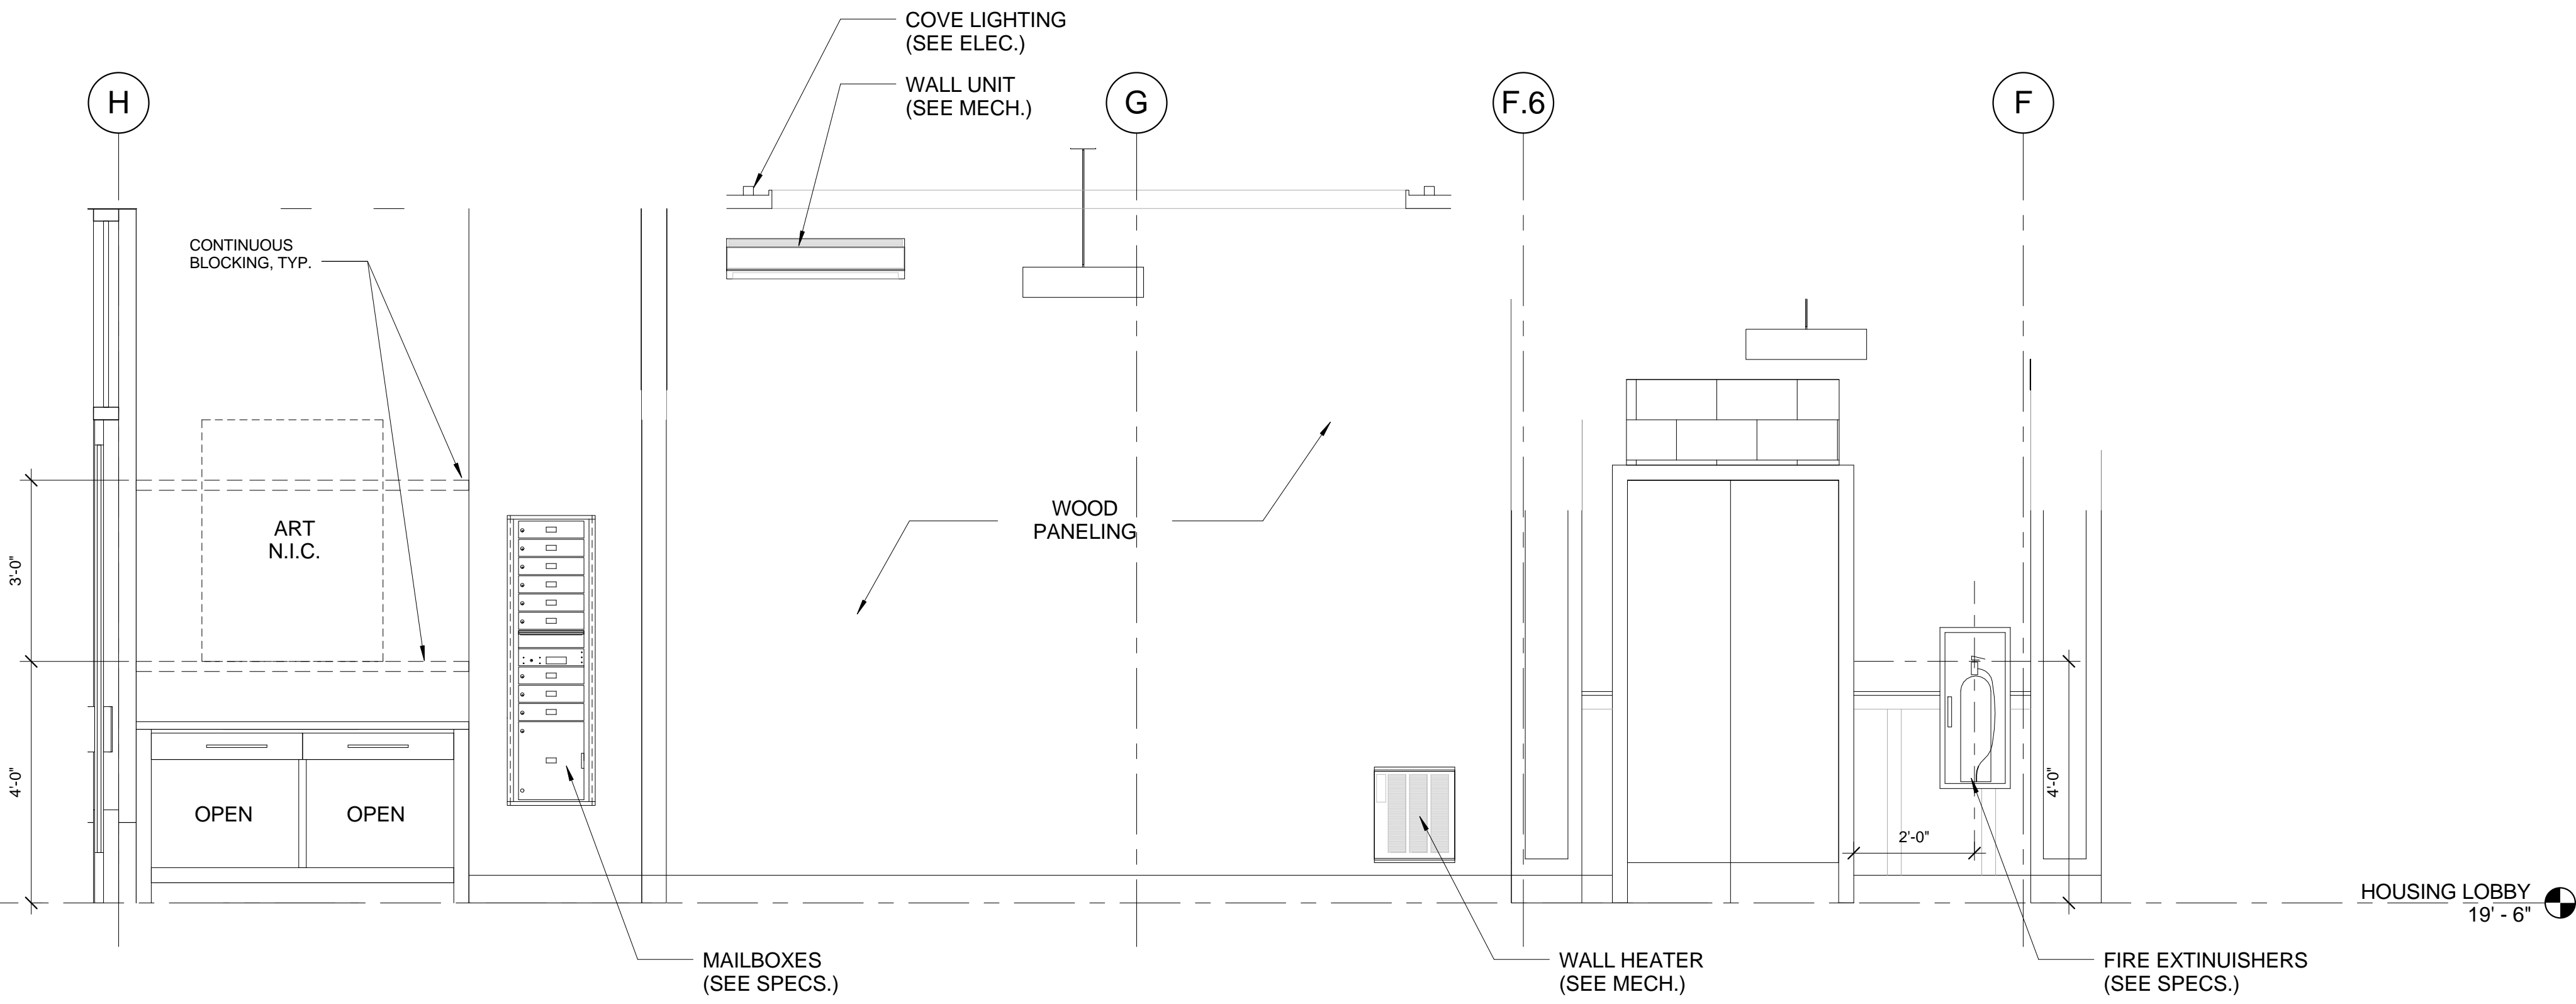 COVE LIGHTING
(SEE ELEC.)
WALL UNIT
(SEE MECH.)
H
G
F.6
F
CONTINUOUS
BLOCKING, TYP.
ART
N.I.C.
WOOD
PANELING
3'-0"
4'-0"
OPEN
OPEN
2'-0"
4'-0"
HOUSING LOBBY
19' - 6"
MAILBOXES
(SEE SPECS.)
WALL HEATER
(SEE MECH.)
FIRE EXTINUISHERS
(SEE SPECS.)